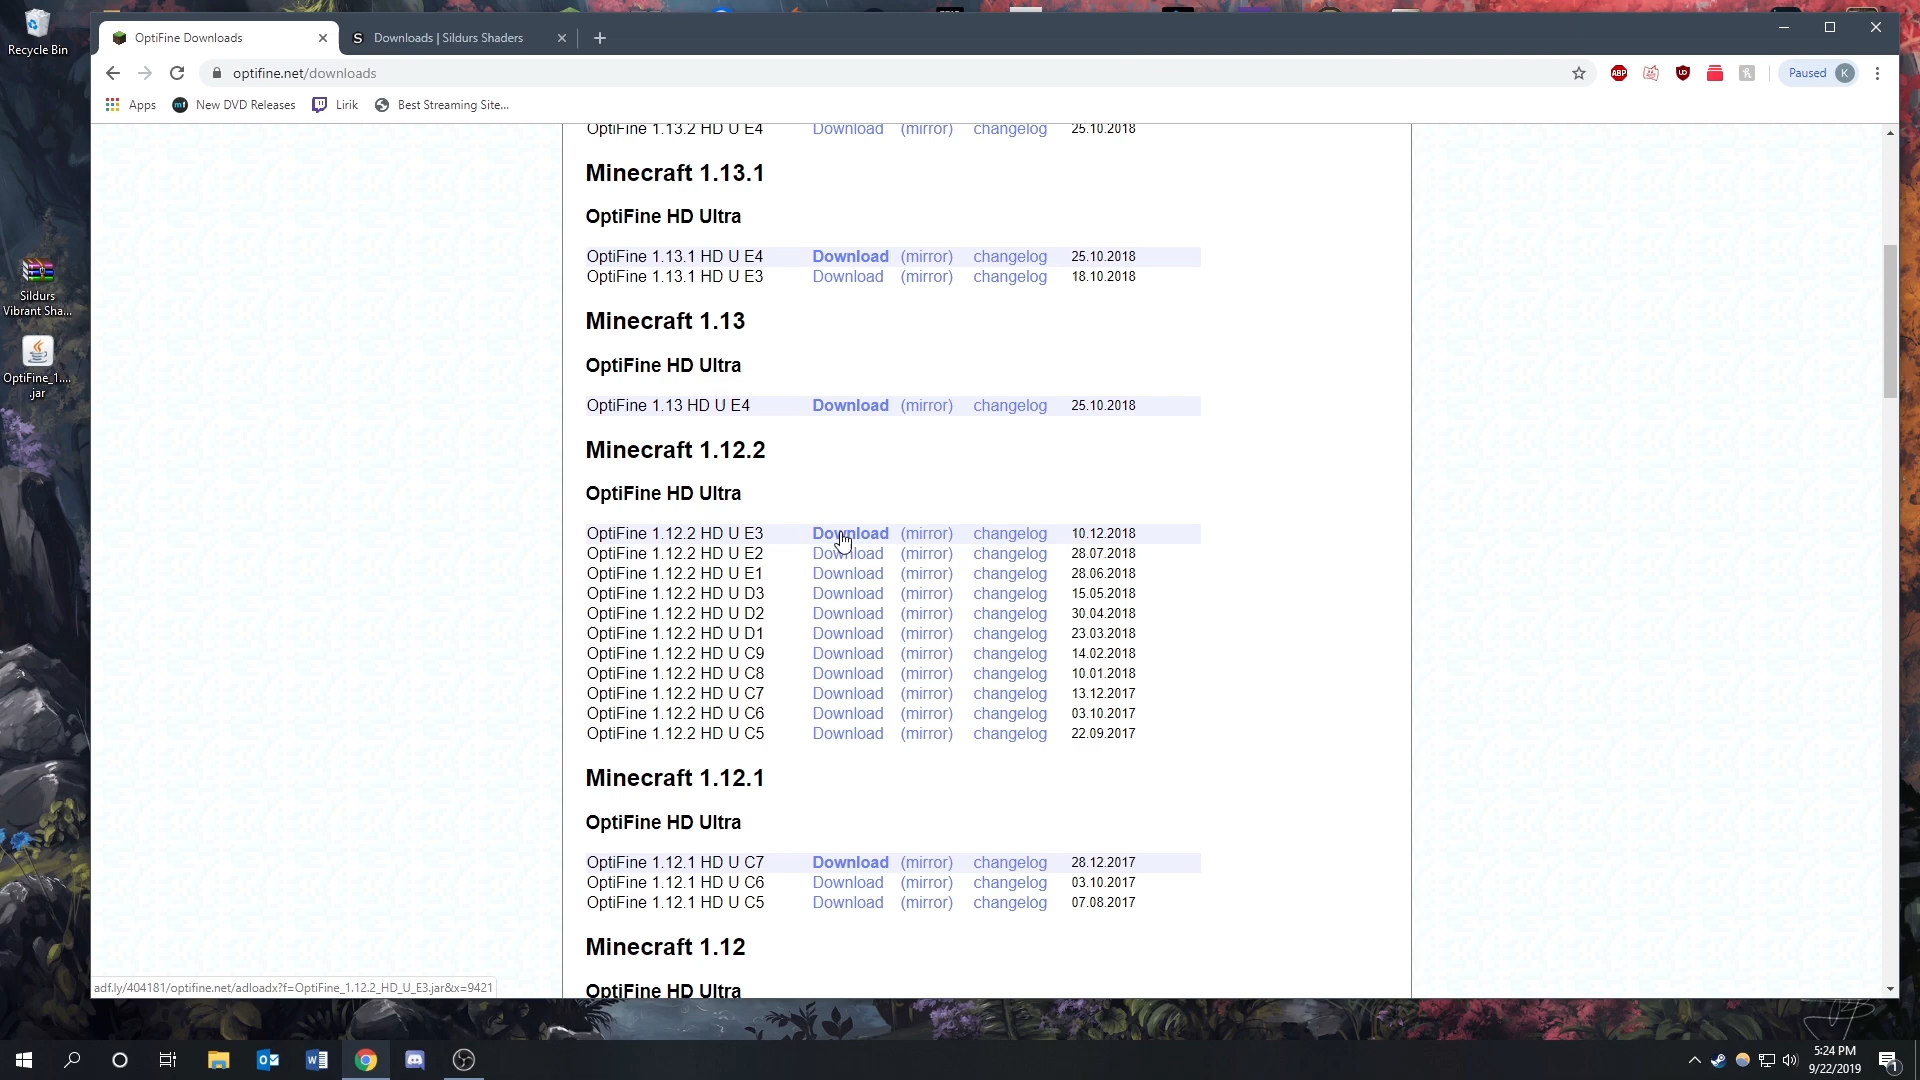 Recycle Bin
OptiFine Downloads
S Downloads | Sildurs Shaders
optifine.net/downloads
ABP
Paused K
Apps
mf New DVD Releases
Lirik
Best Streaming Site...
OptiFine 1.13.2 HD U E4 Download (mirror) changelog 25.10.2018
Minecraft 1.13.1
OptiFine HD Ultra
OptiFine 1.13.1 HD U E4 Download (mirror) changelog 25.10.2018
OptiFine 1.13.1 HD U E3 Download (mirror) changelog 18.10.2018
Minecraft 1.13
OptiFine HD Ultra
OptiFine 1.13 HD U E4 Download (mirror) changelog 25.10.2018
Minecraft 1.12.2
OptiFine HD Ultra
OptiFine 1.12.2 HD U E3 Download (mirror) changelog 10.12.2018
OptiFine 1.12.2 HD U E2 Download (mirror) changelog 28.07.2018
OptiFine 1.12.2 HD U E1 Download (mirror) changelog 28.06.2018
OptiFine 1.12.2 HD U D3 Download (mirror) changelog 15.05.2018
OptiFine 1.12.2 HD U D2 Download (mirror) changelog 30.04.2018
OptiFine 1.12.2 HD U D1 Download (mirror) changelog 23.03.2018
OptiFine 1.12.2 HD U C9 Download (mirror) changelog 14.02.2018
OptiFine 1.12.2 HD U C8 Download (mirror) changelog 10.01.2018
OptiFine 1.12.2 HD U C7 Download (mirror) changelog 13.12.2017
OptiFine 1.12.2 HD U C6 Download (mirror) changelog 03.10.2017
OptiFine 1.12.2 HD U C5 Download (mirror) changelog 22.09.2017
Minecraft 1.12.1
OptiFine HD Ultra
OptiFine 1.12.1 HD U C7 Download (mirror) changelog 28.12.2017
OptiFine 1.12.1 HD U C6 Download (mirror) changelog 03.10.2017
OptiFine 1.12.1 HD U C5 Download (mirror) changelog 07.08.2017
Minecraft 1.12
OptiFine HD Ultra
adf.ly/404181/optifine.net/adloadx?f=OptiFine_1.12.2_HD_U_E3.jar&x=9421
Sildurs
Vibrant Sha...
OptiFine_1....
.jar
5:24 PM
9/22/2019
1